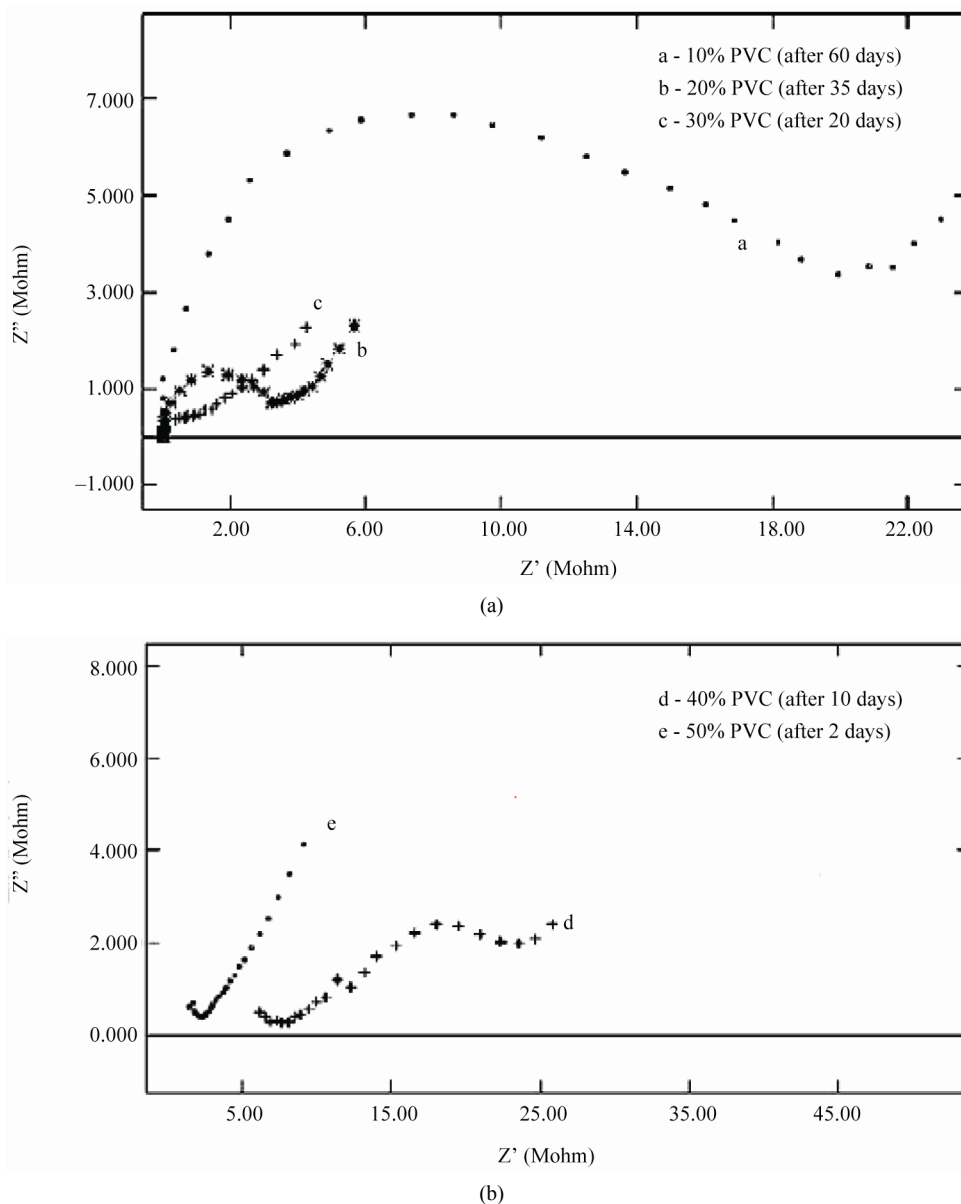 a - 10% PVC (after 60 days)
b - 20% PVC (after 35 days)
c - 30% PVC (after 20 days)
7.000
5.000
3.000
1.000
–1.000
Z” (Mohm)
a
c
b
2.00 6.00 10.00 14.00 18.00 22.00
Z’ (Mohm)
(a)
d - 40% PVC (after 10 days)
e - 50% PVC (after 2 days)
8.000
6.000
4.000
2.000
0.000
Z” (Mohm)
e
d
5.00 15.00 25.00 35.00 45.00
Z’ (Mohm)
(b)